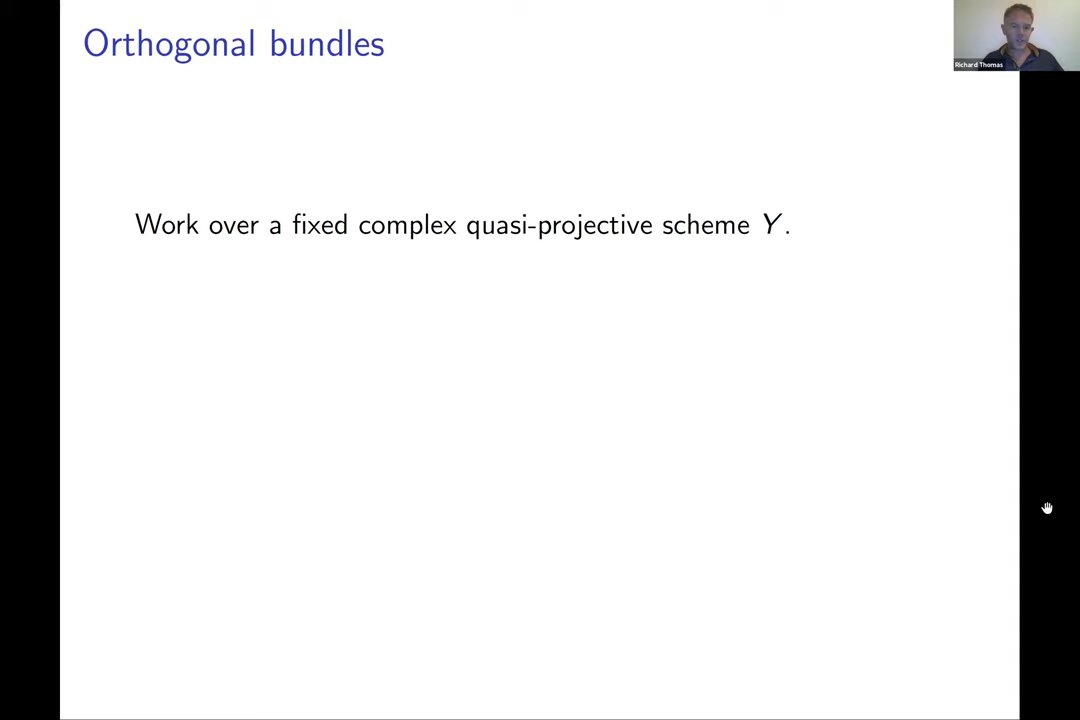 Orthogonal bundles
Richard Thomas
Work over a fixed complex quasi-projective scheme Y.